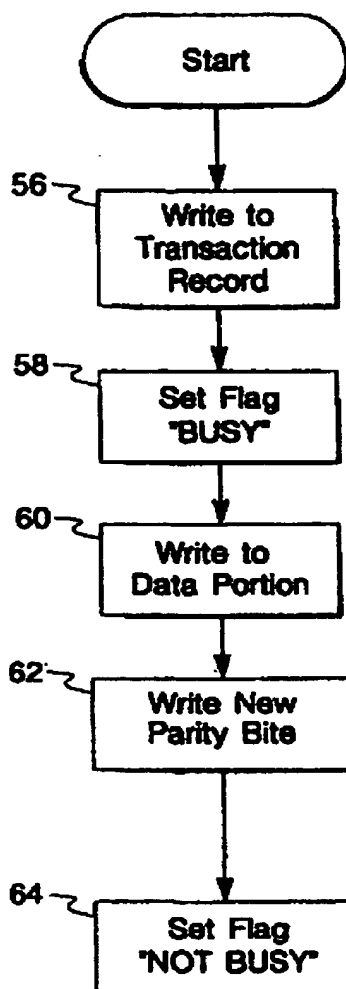 Start
56
Write to
Transaction
Record
58
Set Flag
"BUSY"
60
Write to
Data Portion
62
Write New
Parity Bite
64
Set Flag
"NOT BUSY"